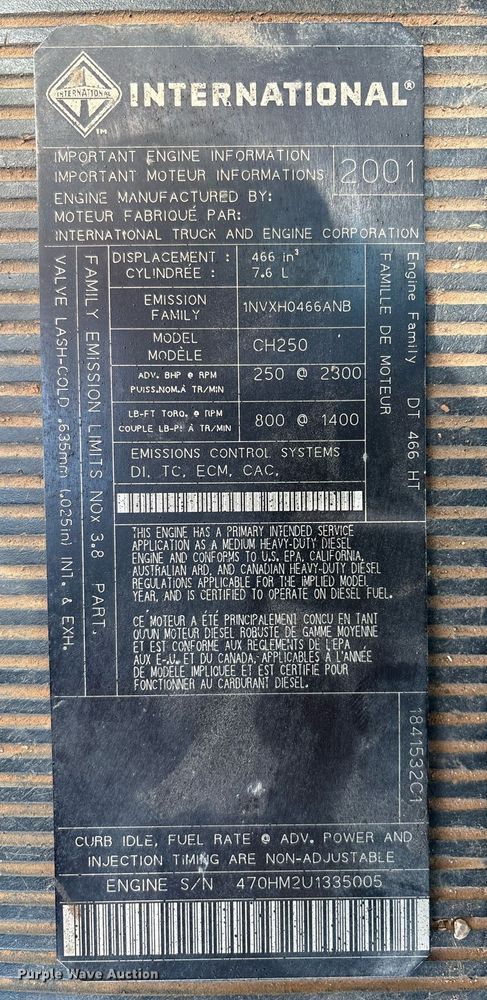 INTERNATIONAL
TM
INTERNATIONAL®
IMPORTANT ENGINE INFORMATION
IMPORTANT MOTEUR INFORMATIONS
2001
ENGINE MANUFACTURED BY:
MOTEUR FABRIQUÉ PAR:
INTERNATIONAL TRUCK AND ENGINE CORPORATION
VALVE LASH-COLD .635mm (.025in) INT. & EXH.
FAMILY EMISSION LIMITS NOx 3.8 PART.
DISPLACEMENT : 466 in³
CYLINDRÉE : 7.6 L
EMISSION FAMILY 1NVXH0466ANB
MODEL
MODÈLE CH250
ADV. BHP @ RPM
PUISS.NOM.À TR/MIN 250 @ 2300
LB-FT TORQ. @ RPM
COUPLE LB-PI À TR/MIN 800 @ 1400
EMISSIONS CONTROL SYSTEMS
DI, TC, ECM, CAC,
Engine Family DT 466 HT
FAMILLE DE MOTEUR
THIS ENGINE HAS A PRIMARY INTENDED SERVICE
APPLICATION AS A MEDIUM HEAVY-DUTY DIESEL
ENGINE AND CONFORMS TO U.S. EPA, CALIFORNIA,
AUSTRALIAN ARD, AND CANADIAN HEAVY-DUTY DIESEL
REGULATIONS APPLICABLE FOR THE IMPLIED MODEL
YEAR, AND IS CERTIFIED TO OPERATE ON DIESEL FUEL.
CE MOTEUR A ÉTÉ PRINCIPALEMENT CONCU EN TANT
QU'UN MOTEUR DIESEL ROBUSTE DE GAMME MOYENNE
ET EST CONFORME AUX REGLEMENTS DE L'EPA
AUX E-.U. ET DU CANADA, APPLICABLES À L'ANNÉE
DE MODÈLE IMPLIQUEE ET EST CERTIFIE POUR
FONCTIONNER AU CARBURANT DIESEL.
1841532C1
CURB IDLE, FUEL RATE @ ADV. POWER AND
INJECTION TIMING ARE NON-ADJUSTABLE
ENGINE S/N 470HM2U1335005
Purple Wave Auction